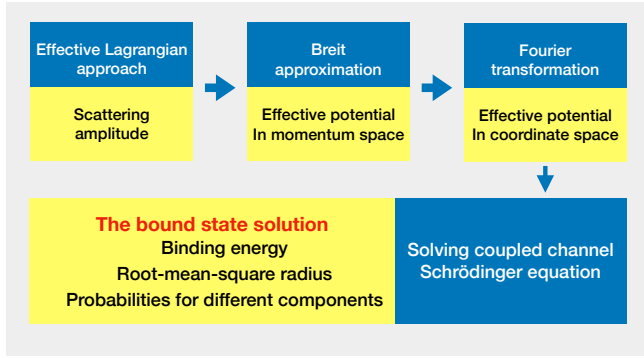 Effective Lagrangian
approach
Scattering
amplitude
Breit
approximation
Effective potential
In momentum space
Fourier
transformation
Effective potential
In coordinate space
The bound state solution
Binding energy
Root-mean-square radius
Probabilities for different components
Solving coupled channel
Schrödinger equation